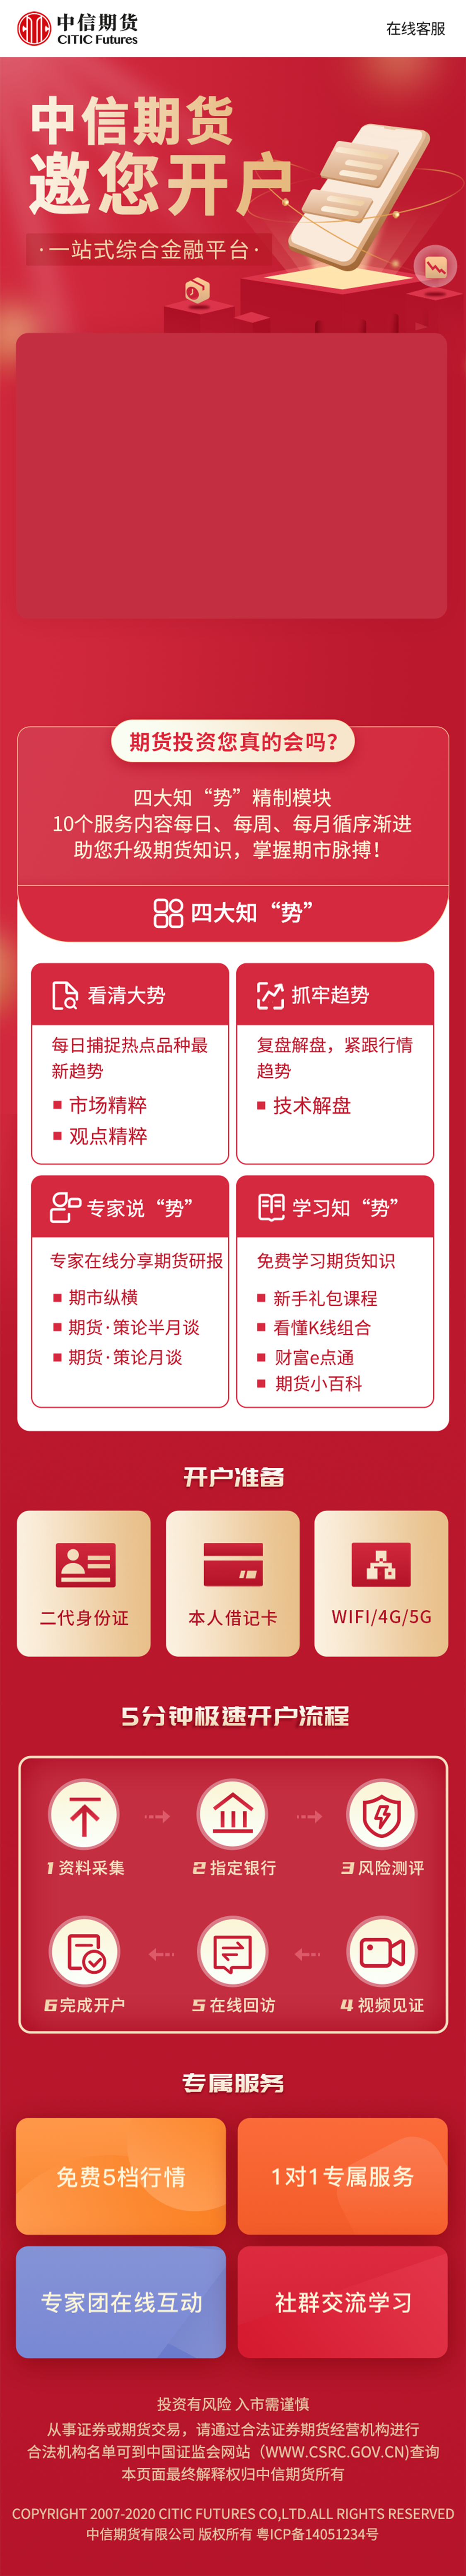 中信期货
CITIC Futures
在线客服
中信期货
邀您开户
·一站式综合金融平台·
期货投资您真的会吗？
四大知“势”精制模块
10个服务内容每日、每周、每月循序渐进
助您升级期货知识，掌握期市脉搏！
四大知“势”
看清大势
每日捕捉热点品种最
新趋势
市场精粹
观点精粹
抓牢趋势
复盘解盘，紧跟行情
趋势
技术解盘
专家说“势”
专家在线分享期货研报
期市纵横
期货·策论半月谈
期货·策论月谈
学习知“势”
免费学习期货知识
新手礼包课程
看懂K线组合
财富e点通
期货小百科
开户准备
二代身份证
本人借记卡
WIFI/4G/5G
5分钟极速开户流程
1 资料采集
2 指定银行
3 风险测评
6 完成开户
5 在线回访
4 视频见证
专属服务
免费5档行情
1对1专属服务
专家团在线互动
社群交流学习
投资有风险 入市需谨慎
从事证券或期货交易，请通过合法证券期货经营机构进行
合法机构名单可到中国证监会网站（WWW.CSRC.GOV.CN)查询
本页面最终解释权归中信期货所有
COPYRIGHT 2007-2020 CITIC FUTURES CO,LTD.ALL RIGHTS RESERVED
中信期货有限公司 版权所有 粤ICP备14051234号